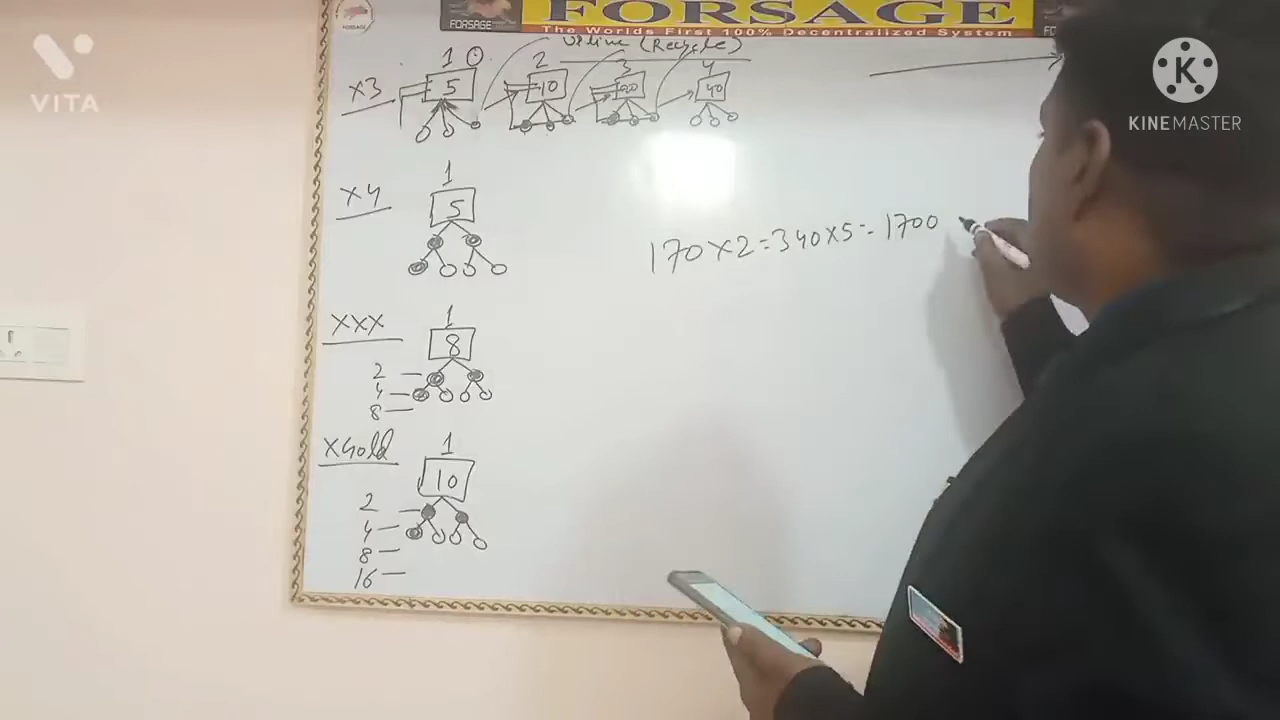 FORSAGE
The Worlds First 100% Decentralized System
FORSAGE
VITA
KINEMASTER
K
Upline (Recycle)
x3
1
2
3
4
5
10
20
40
x4
1
5
170x2=340x5=1700
xxx
1
8
2
4
8
xGold
1
10
2
4
8
16